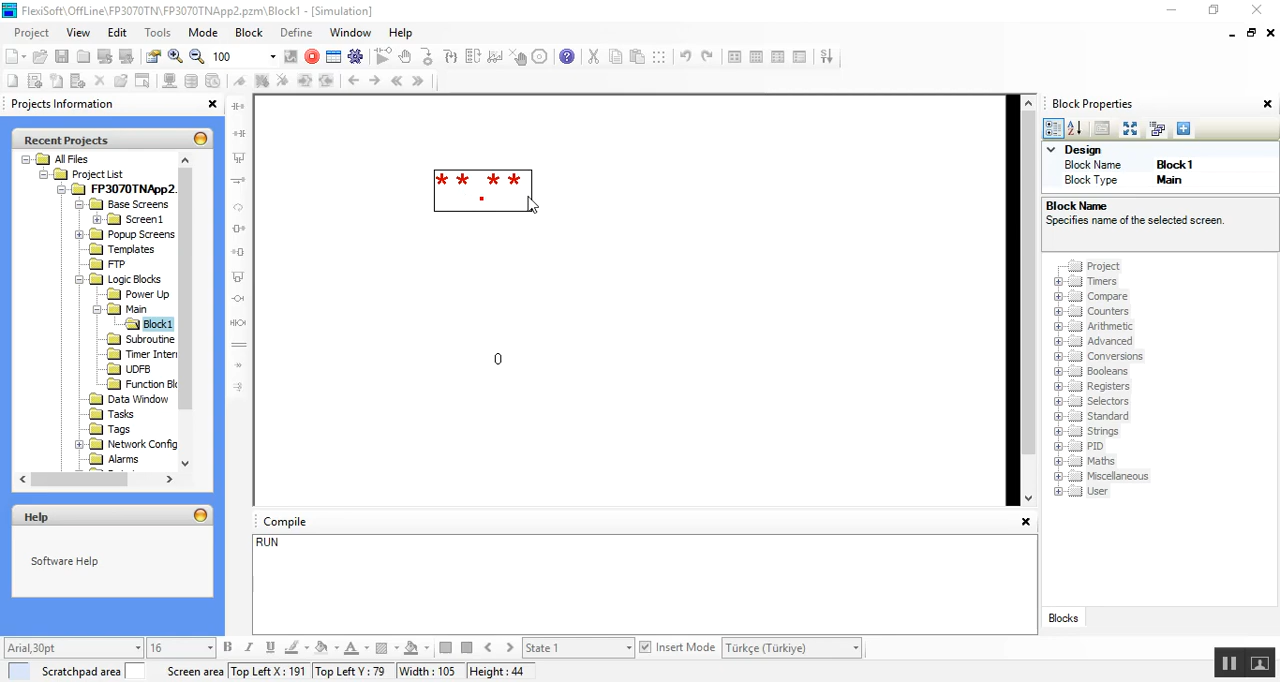 FlexiSoft\OffLine\FP3070TN\FP3070TNApp2.pzm\Block1 - [Simulation]
Project View Edit Tools Mode Block Define Window Help
100
Projects Information
Recent Projects
All Files
Project List
FP3070TNApp2.
Base Screens
Screen1
Popup Screens
Templates
FTP
Logic Blocks
Power Up
Main
Block1
Subroutine
Timer Inter
UDFB
Function Blo
Data Window
Tasks
Tags
Network Config
Alarms
Help
Software Help
** **
.
0
Compile
RUN
Block Properties
Design
Block Name Block1
Block Type Main
Block Name
Specifies name of the selected screen.
Project
Timers
Compare
Counters
Arithmetic
Advanced
Conversions
Booleans
Registers
Selectors
Standard
Strings
PID
Maths
Miscellaneous
User
Blocks
Arial,30pt 16 B I U A State 1 Insert Mode Türkçe (Türkiye)
Scratchpad area Screen area Top Left X : 191 Top Left Y : 79 Width : 105 Height : 44